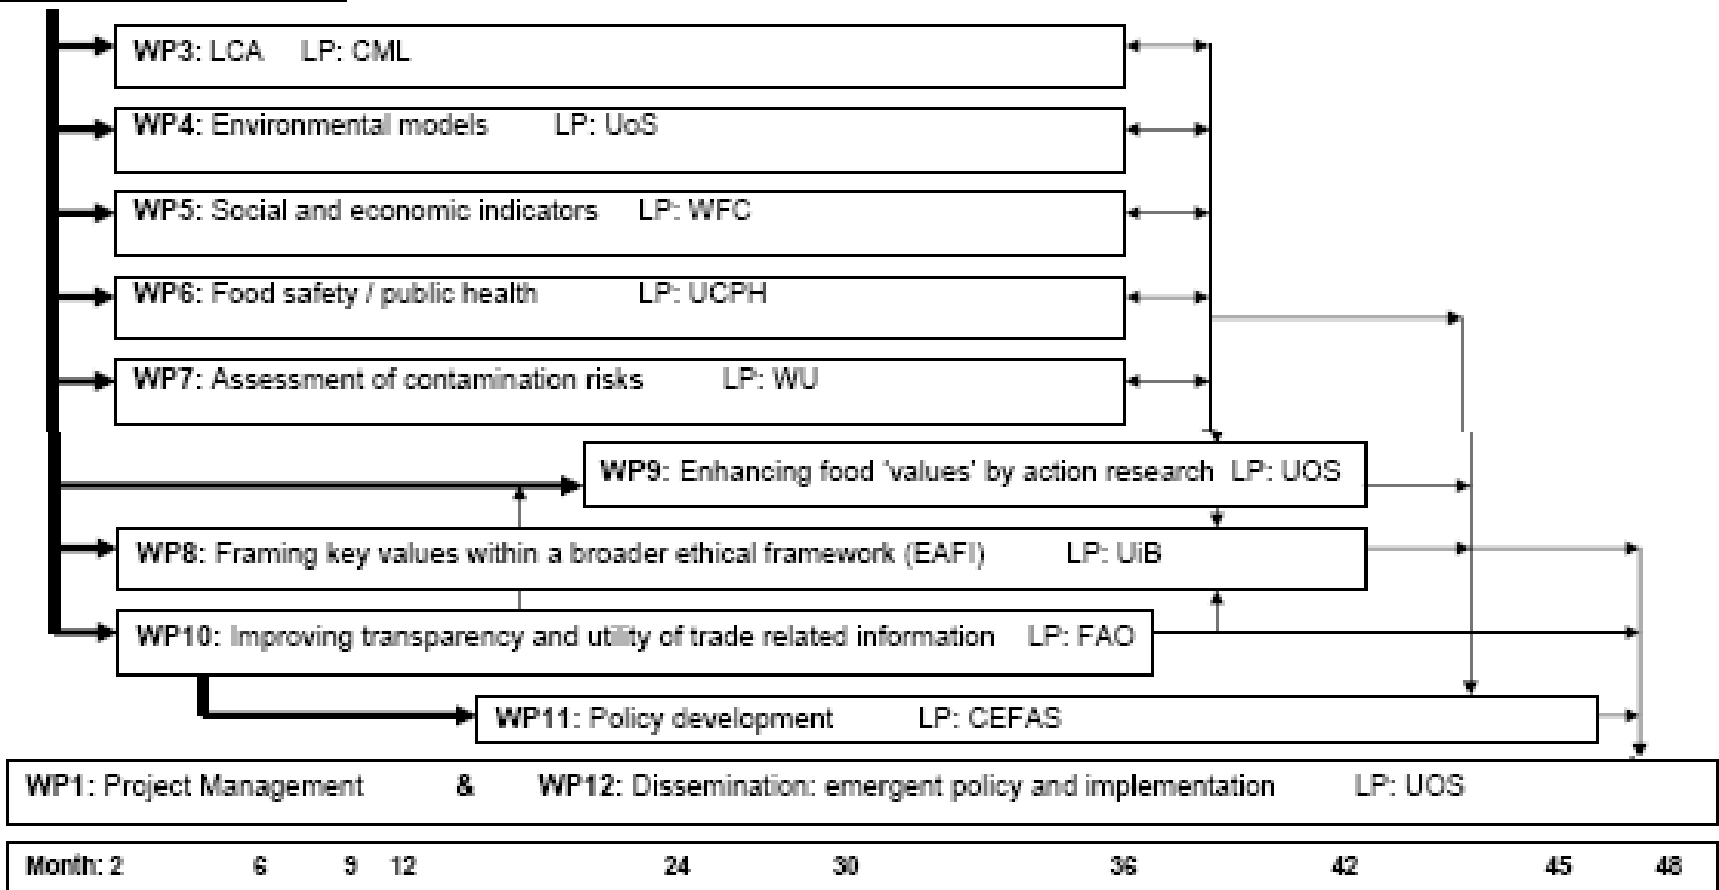 WP3: LCA LP: CML
WP4: Environmental models LP: UoS
WP5: Social and economic indicators LP: WFC
WP6: Food safety / public health LP: UCPH
WP7: Assessment of contamination risks LP: WU
WP9: Enhancing food ‘values’ by action research LP: UOS
WP8: Framing key values within a broader ethical framework (EAFI) LP: UiB
WP10: Improving transparency and utility of trade related information LP: FAO
WP11: Policy development LP: CEFAS
WP1: Project Management & WP12: Dissemination: emergent policy and implementation LP: UOS
Month: 2 6 9 12 24 30 36 42 45 48